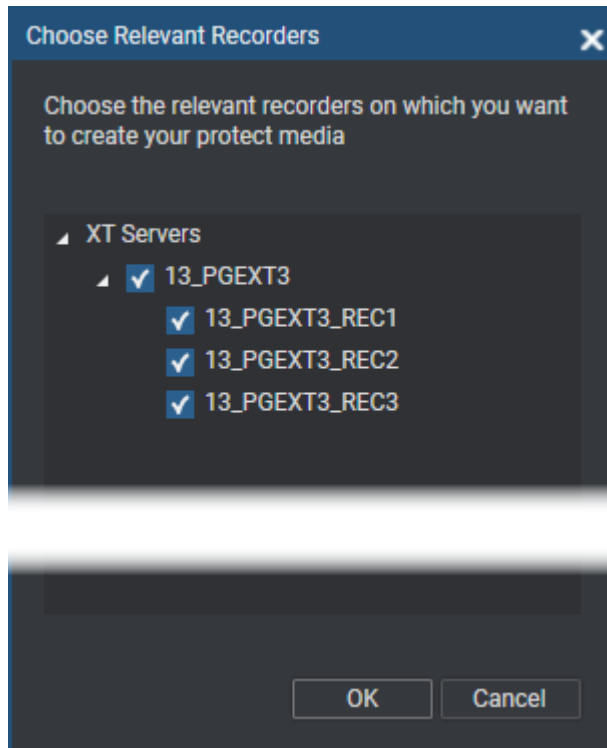 Choose Relevant Recorders
Choose the relevant recorders on which you want
to create your protect media
XT Servers
13_PGEXT3
13_PGEXT3_REC1
13_PGEXT3_REC2
13_PGEXT3_REC3
OK Cancel